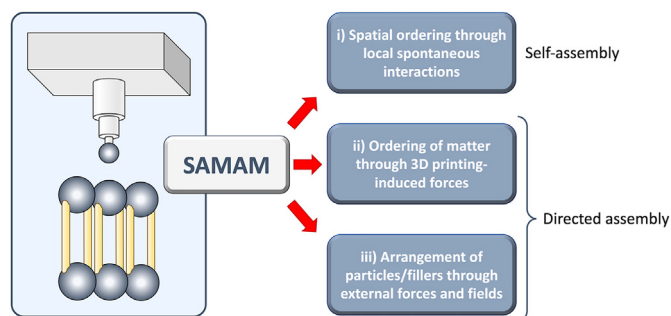 SAMAM
i) Spatial ordering through
local spontaneous
interactions
Self-assembly
ii) Ordering of matter
through 3D printing-
induced forces
Directed assembly
iii) Arrangement of
particles/fillers through
external forces and fields